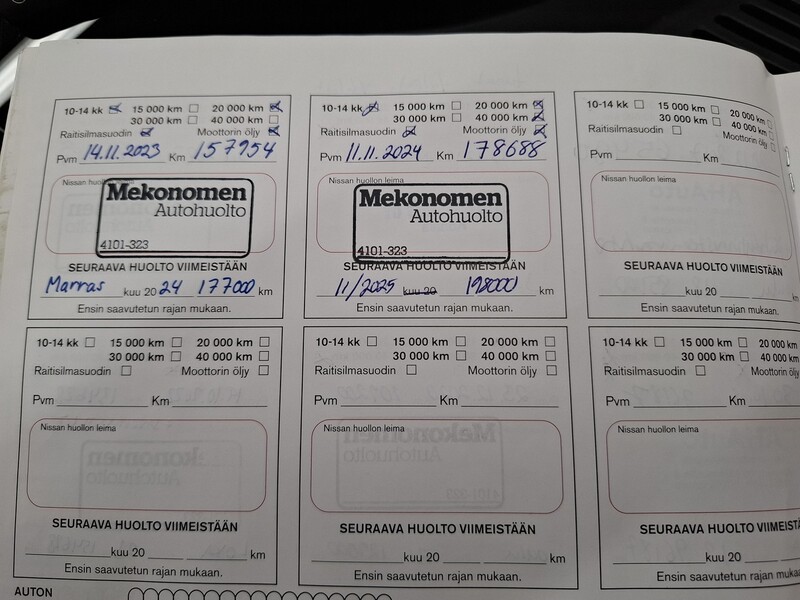 10-14 kk 15 000 km 20 000 km
30 000 km 40 000 km
Raitisilmasuodin Moottorin öljy
Pvm 14.11.2023 Km 157954
Nissan huollon leima
Mekonomen
Autohuolto
4101-323
SEURAAVA HUOLTO VIIMEISTÄÄN
Marras kuu 20 24 177000 km
Ensin saavutetun rajan mukaan.
10-14 kk 15 000 km 20 000 km
30 000 km 40 000 km
Raitisilmasuodin Moottorin öljy
Pvm 11.11.2024 Km 178688
Nissan huollon leima
Mekonomen
Autohuolto
4101-323
SEURAAVA HUOLTO VIIMEISTÄÄN
11/2025 kuu 20 198000 km
Ensin saavutetun rajan mukaan.
10-14 kk 15 000 km 20 000 km
30 000 km 40 000 km
Raitisilmasuodin Moottorin öljy
Pvm Km
Nissan huollon leima
SEURAAVA HUOLTO VIIMEISTÄÄN
kuu 20 km
Ensin saavutetun rajan mukaan.
10-14 kk 15 000 km 20 000 km
30 000 km 40 000 km
Raitisilmasuodin Moottorin öljy
Pvm Km
Nissan huollon leima
SEURAAVA HUOLTO VIIMEISTÄÄN
kuu 20 km
Ensin saavutetun rajan mukaan.
10-14 kk 15 000 km 20 000 km
30 000 km 40 000 km
Raitisilmasuodin Moottorin öljy
Pvm Km
Nissan huollon leima
SEURAAVA HUOLTO VIIMEISTÄÄN
kuu 20 km
Ensin saavutetun rajan mukaan.
10-14 kk 15 000 km 20 000 km
30 000 km 40 000 km
Raitisilmasuodin Moottorin öljy
Pvm Km
Nissan huollon leima
SEURAAVA HUOLTO VIIMEISTÄ
kuu 20
Ensin saavutetun rajan muka
AUTON